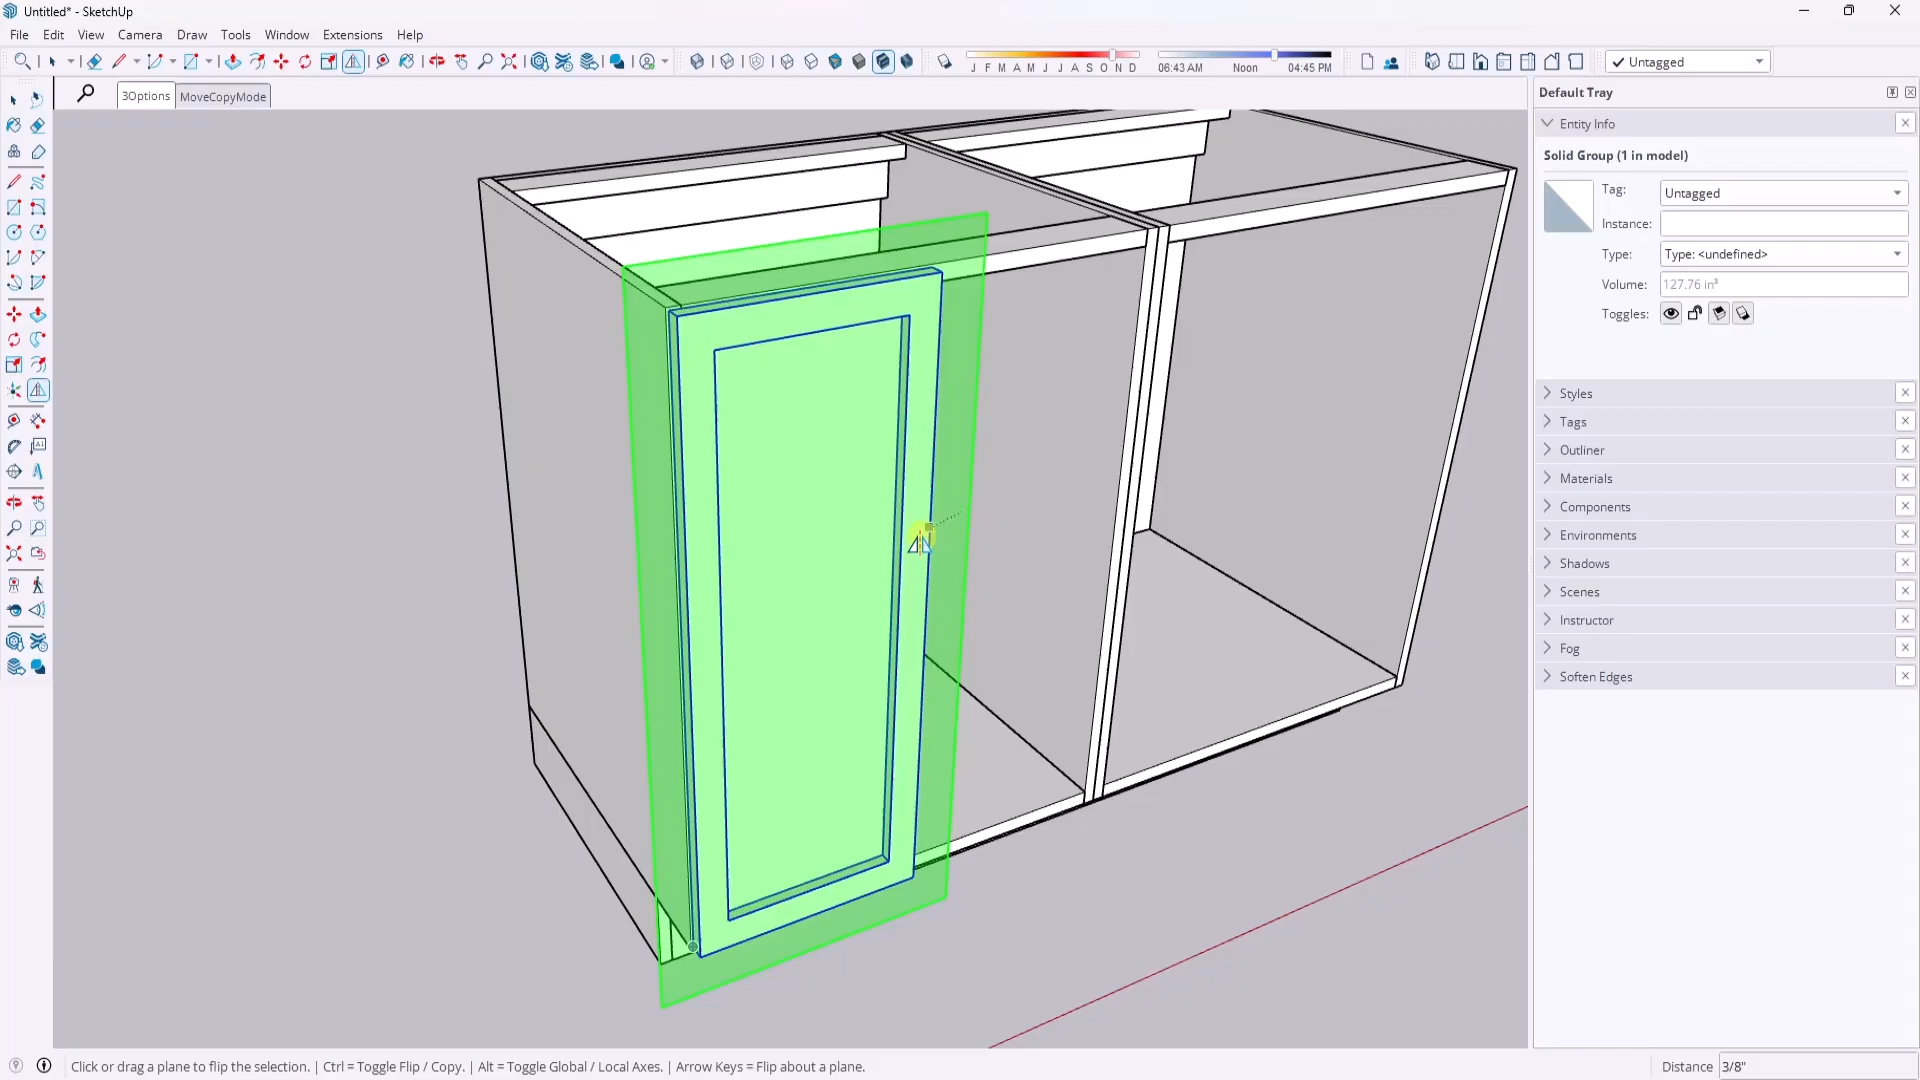 Untitled* - SketchUp
File Edit View Camera Draw Tools Window Extensions Help
J F M A M J J A S O N D
06:43 AM Noon 04:45 PM
Untagged
3Options MoveCopyMode
Default Tray
Entity Info
Solid Group (1 in model)
Tag: Untagged
Instance:
Type: Type: <undefined>
Volume: 127.76 in³
Toggles:
Styles
Tags
Outliner
Materials
Components
Environments
Shadows
Scenes
Instructor
Fog
Soften Edges
Click or drag a plane to flip the selection. | Ctrl = Toggle Flip / Copy. | Alt = Toggle Global / Local Axes. | Arrow Keys = Flip about a plane.
Distance 3/8"